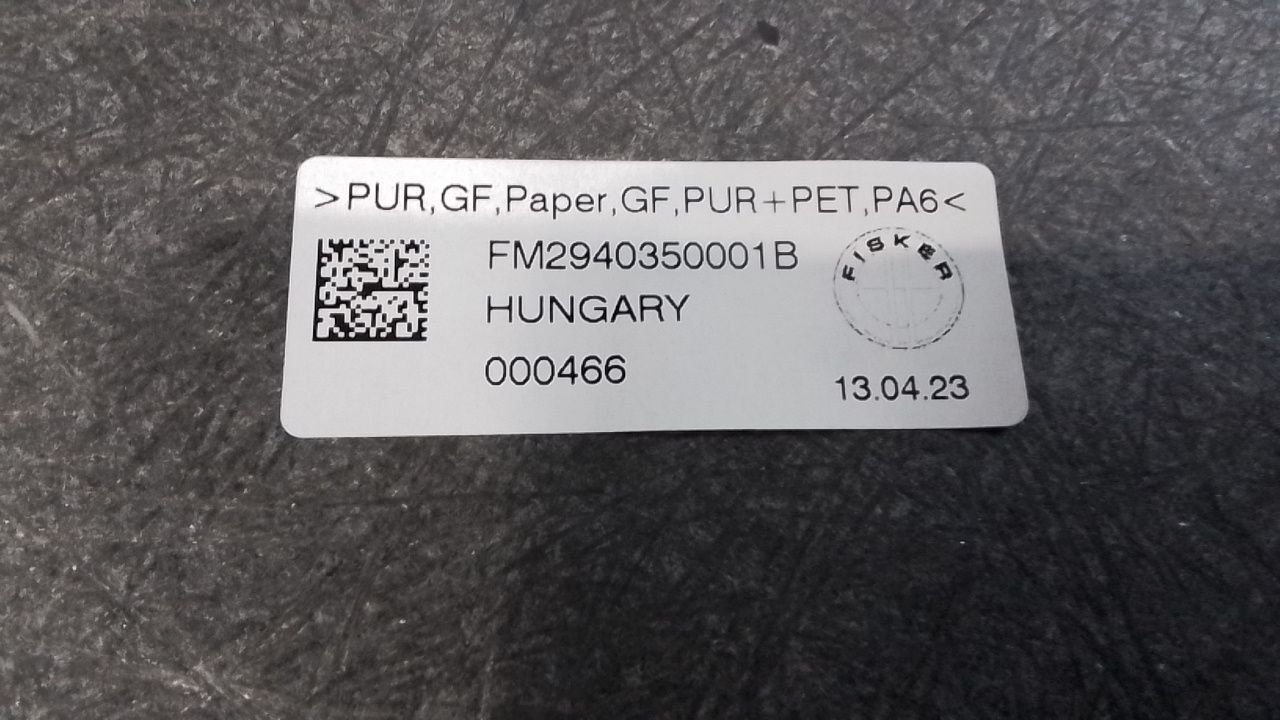 >PUR,GF,Paper,GF,PUR+PET,PA6<
FM2940350001B
FISKER
HUNGARY
000466
13.04.23